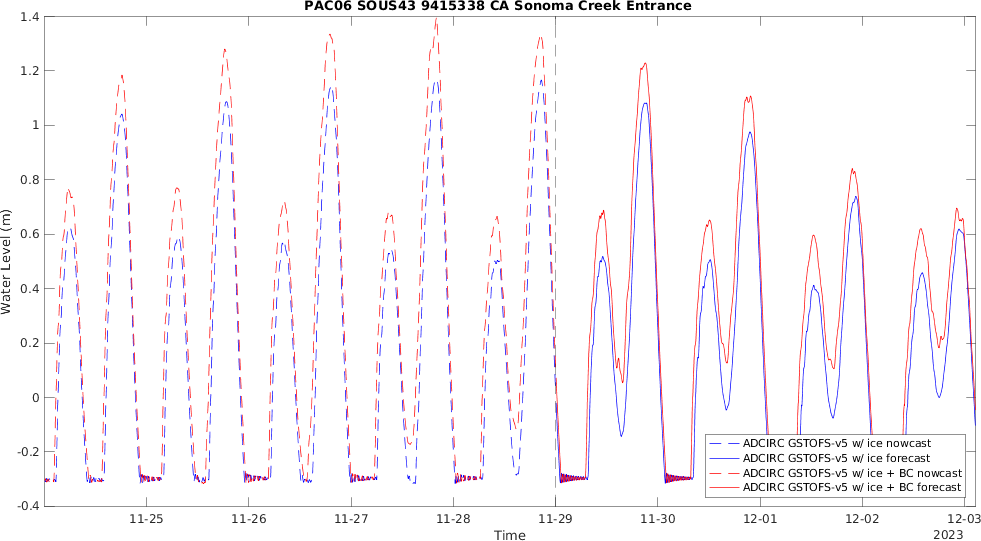 PAC06 SOUS43 9415338 CA Sonoma Creek Entrance
1.4
1.2
1
0.8
0.6
0.4
0.2
0
-0.2
-0.4
Water Level (m)
ADCIRC GSTOFS-v5 w/ ice nowcast
ADCIRC GSTOFS-v5 w/ ice forecast
ADCIRC GSTOFS-v5 w/ ice + BC nowcast
ADCIRC GSTOFS-v5 w/ ice + BC forecast
11-25 11-26 11-27 11-28 11-29 11-30 12-01 12-02 12-03
Time 2023